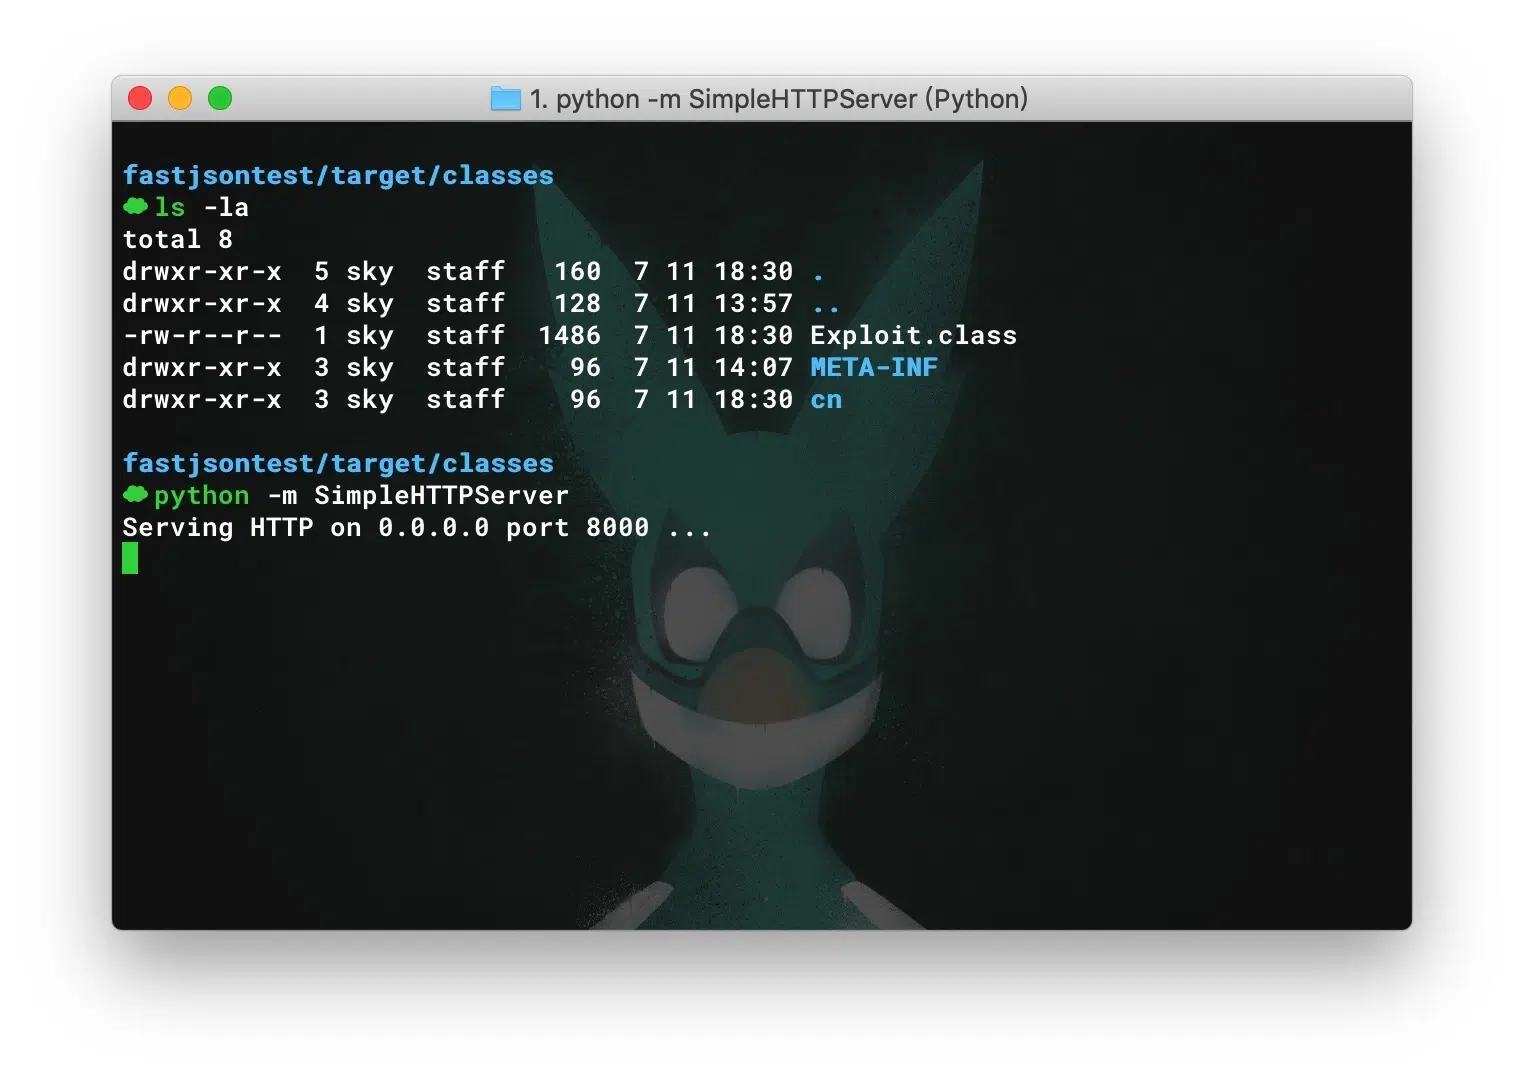 1. python -m SimpleHTTPServer (Python)
fastjsontest/target/classes
ls -la
total 8
drwxr-xr-x  5 sky  staff   160  7 11 18:30 .
drwxr-xr-x  4 sky  staff   128  7 11 13:57 ..
-rw-r--r--  1 sky  staff  1486  7 11 18:30 Exploit.class
drwxr-xr-x  3 sky  staff    96  7 11 14:07 META-INF
drwxr-xr-x  3 sky  staff    96  7 11 18:30 cn
fastjsontest/target/classes
python -m SimpleHTTPServer
Serving HTTP on 0.0.0.0 port 8000 ...